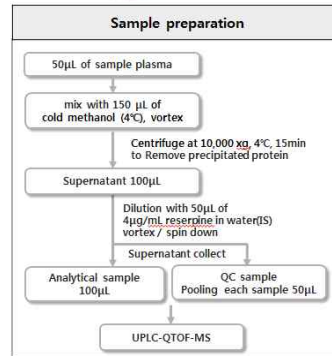 Sample preparation
50µL of sample plasma
mix with 150 µL of
cold methanol (4℃), vortex
Centrifuge at 10,000 xg, 4℃, 15min
to Remove precipitated protein
Supernatant 100µL
Dilution with 50µL of
4µg/mL reserpine in water(IS)
vortex / spin down
Supernatant collect
Analytical sample
100µL
QC sample
Pooling each sample 50µL
UPLC-QTOF-MS